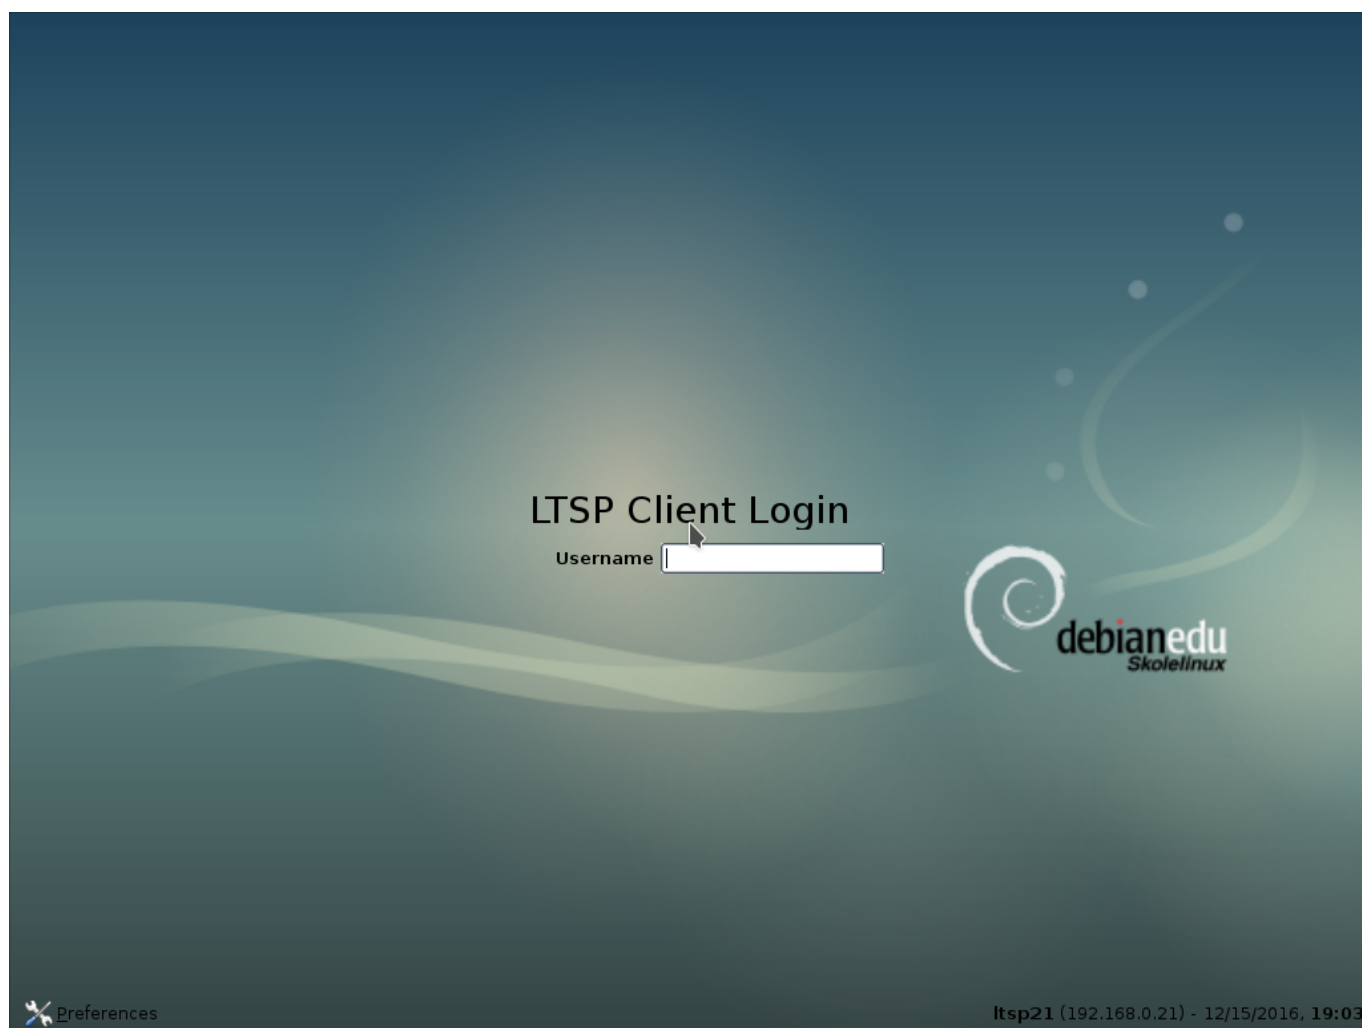 LTSP Client Login
Username
debianedu
Skolelinux
Preferences
ltsp21 (192.168.0.21) - 12/15/2016, 19:03